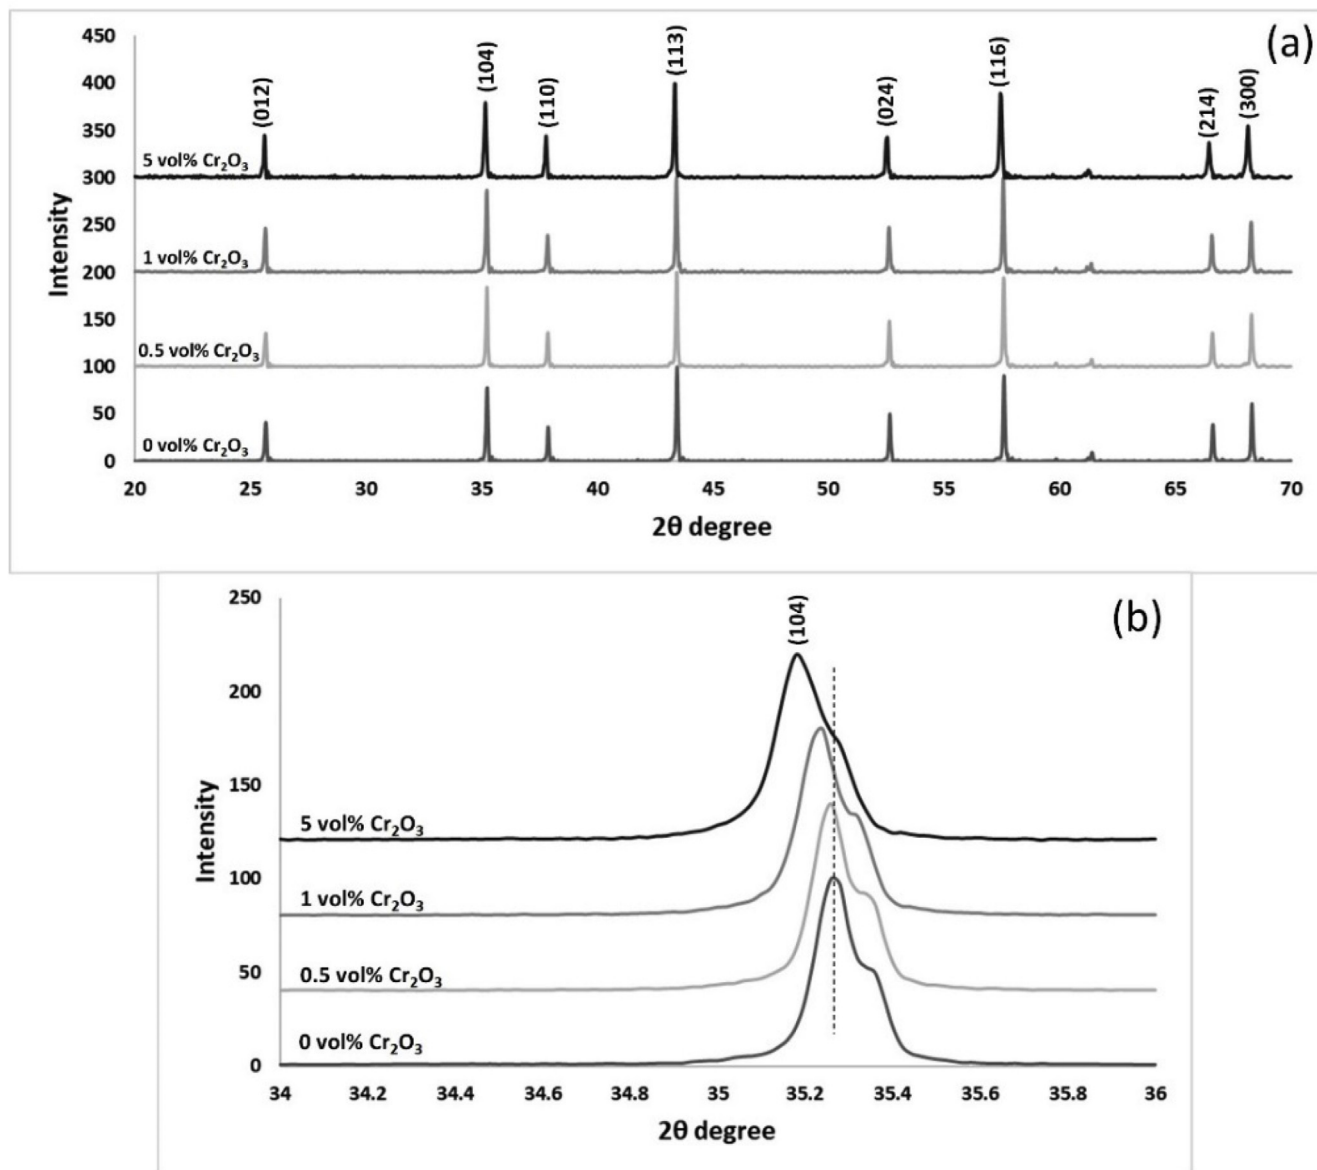 (a)
450
400
350
300
250
200
150
100
50
0
Intensity
(012)
(104)
(110)
(113)
(024)
(116)
(214)
(300)
5 vol% Cr₂O₃
1 vol% Cr₂O₃
0.5 vol% Cr₂O₃
0 vol% Cr₂O₃
20 25 30 35 40 45 50 55 60 65 70
2θ degree
(b)
250
200
150
100
50
0
Intensity
(104)
5 vol% Cr₂O₃
1 vol% Cr₂O₃
0.5 vol% Cr₂O₃
0 vol% Cr₂O₃
34 34.2 34.4 34.6 34.8 35 35.2 35.4 35.6 35.8 36
2θ degree